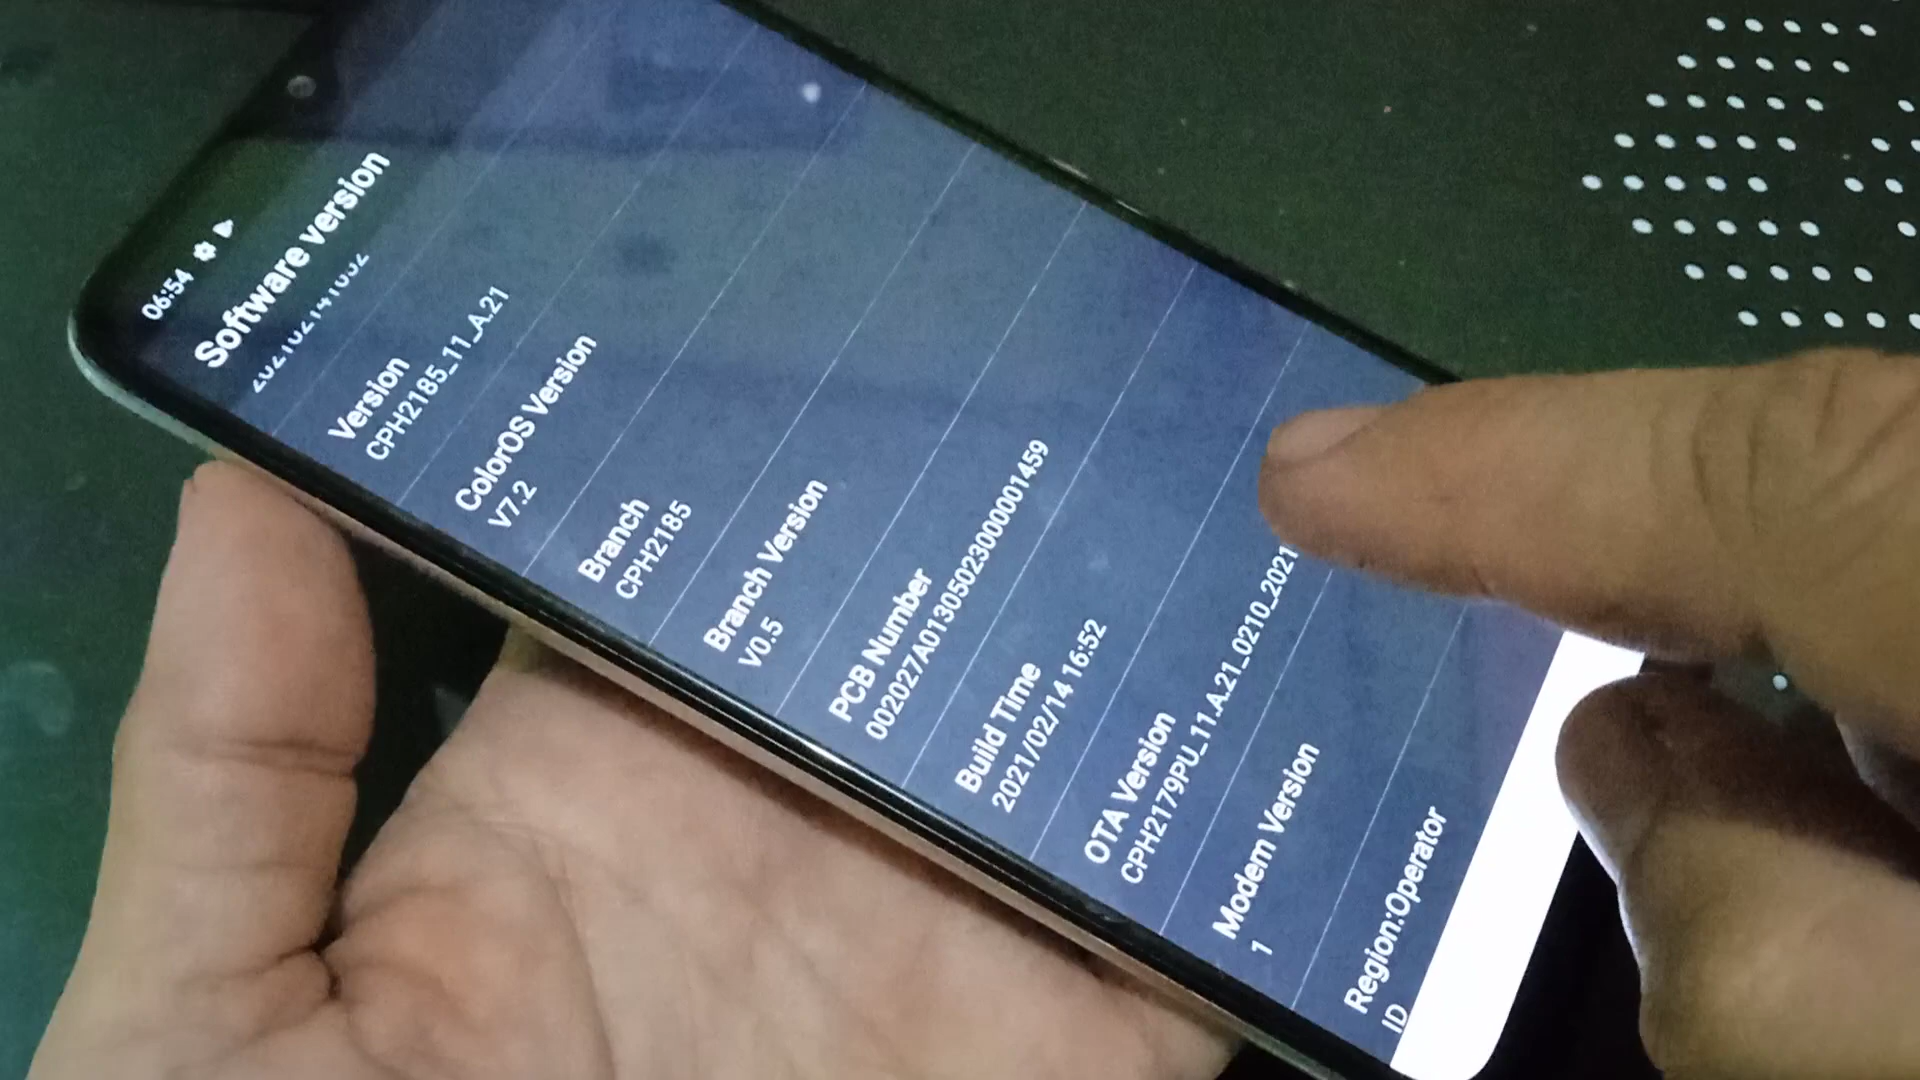 06:54
Software version
202102141652
Version
CPH2185_11_A.21
ColorOS Version
V7.2
Branch
CPH2185
Branch Version
V0.5
PCB Number
002027A01305023000001459
Build Time
2021/02/14 16:52
OTA Version
CPH2179PU_11.A.21_0210_2021
Modem Version
1
Region:Operator
ID